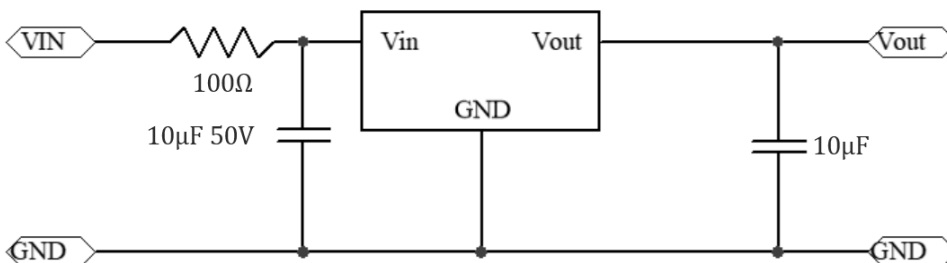 VIN
Vin
Vout
Vout
100Ω
GND
10μF 50V
10μF
GND
GND